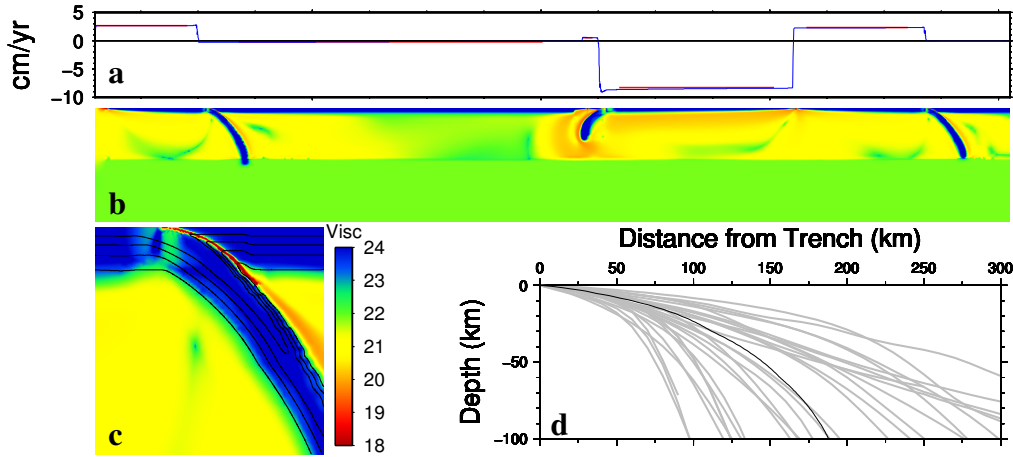 cm/yr
5
0
−5
−10
a
b
c
Visc
24
23
22
21
20
19
18
Distance from Trench (km)
0 50 100 150 200 250 300
Depth (km)
0
−50
−100
d